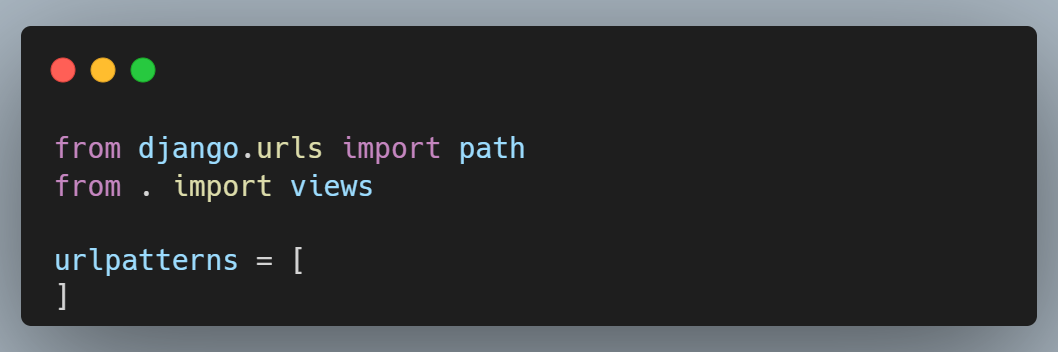 from django.urls import path
from . import views
urlpatterns = [
]